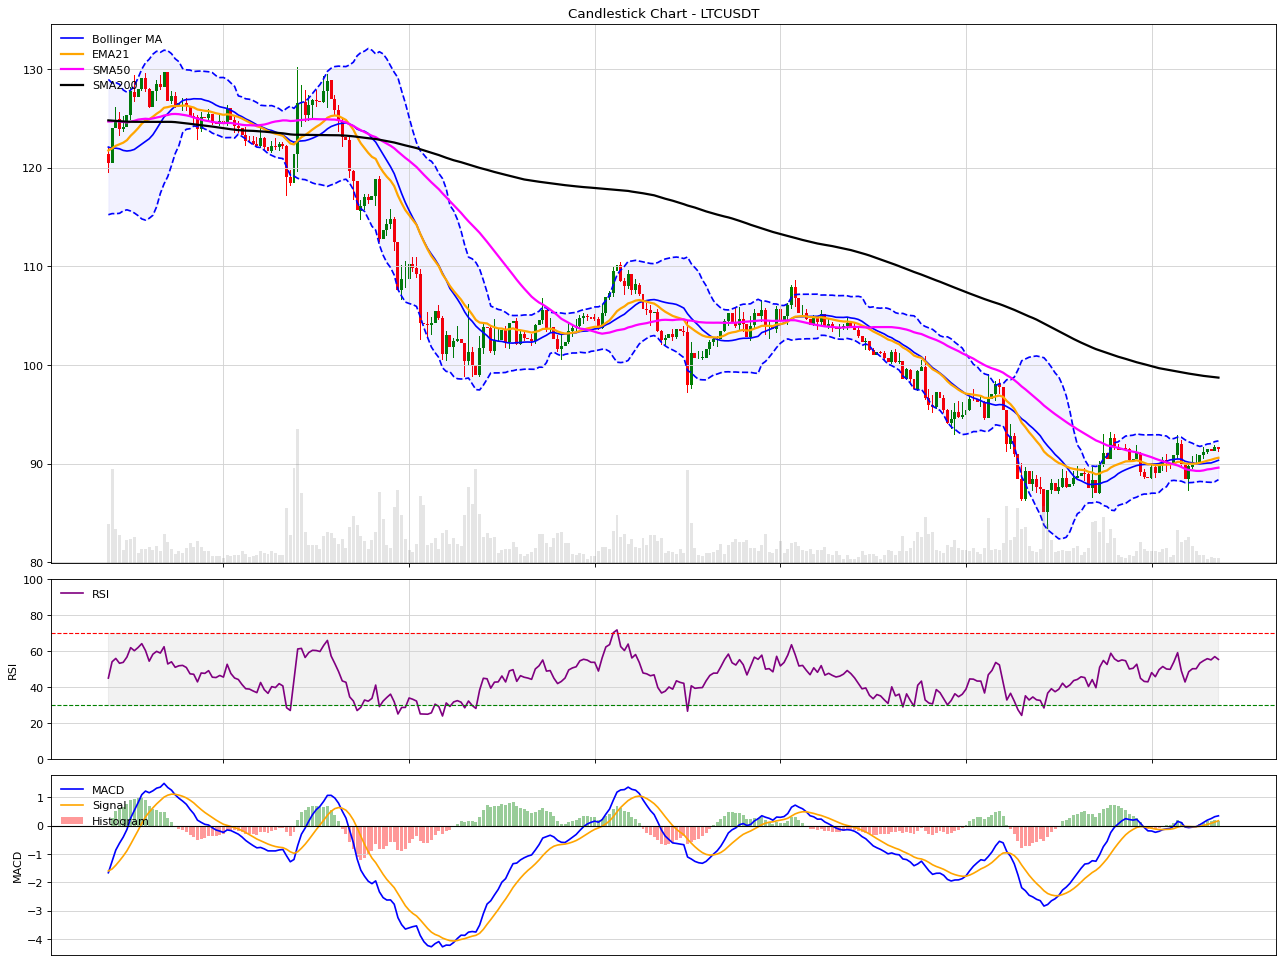 Candlestick Chart - LTCUSDT
Bollinger MA
EMA21
SMA50
SMA200
130
120
110
100
90
80
100
80
60
40
20
0
RSI
RSI
MACD
Signal
Histogram
1
0
−1
−2
−3
−4
MACD